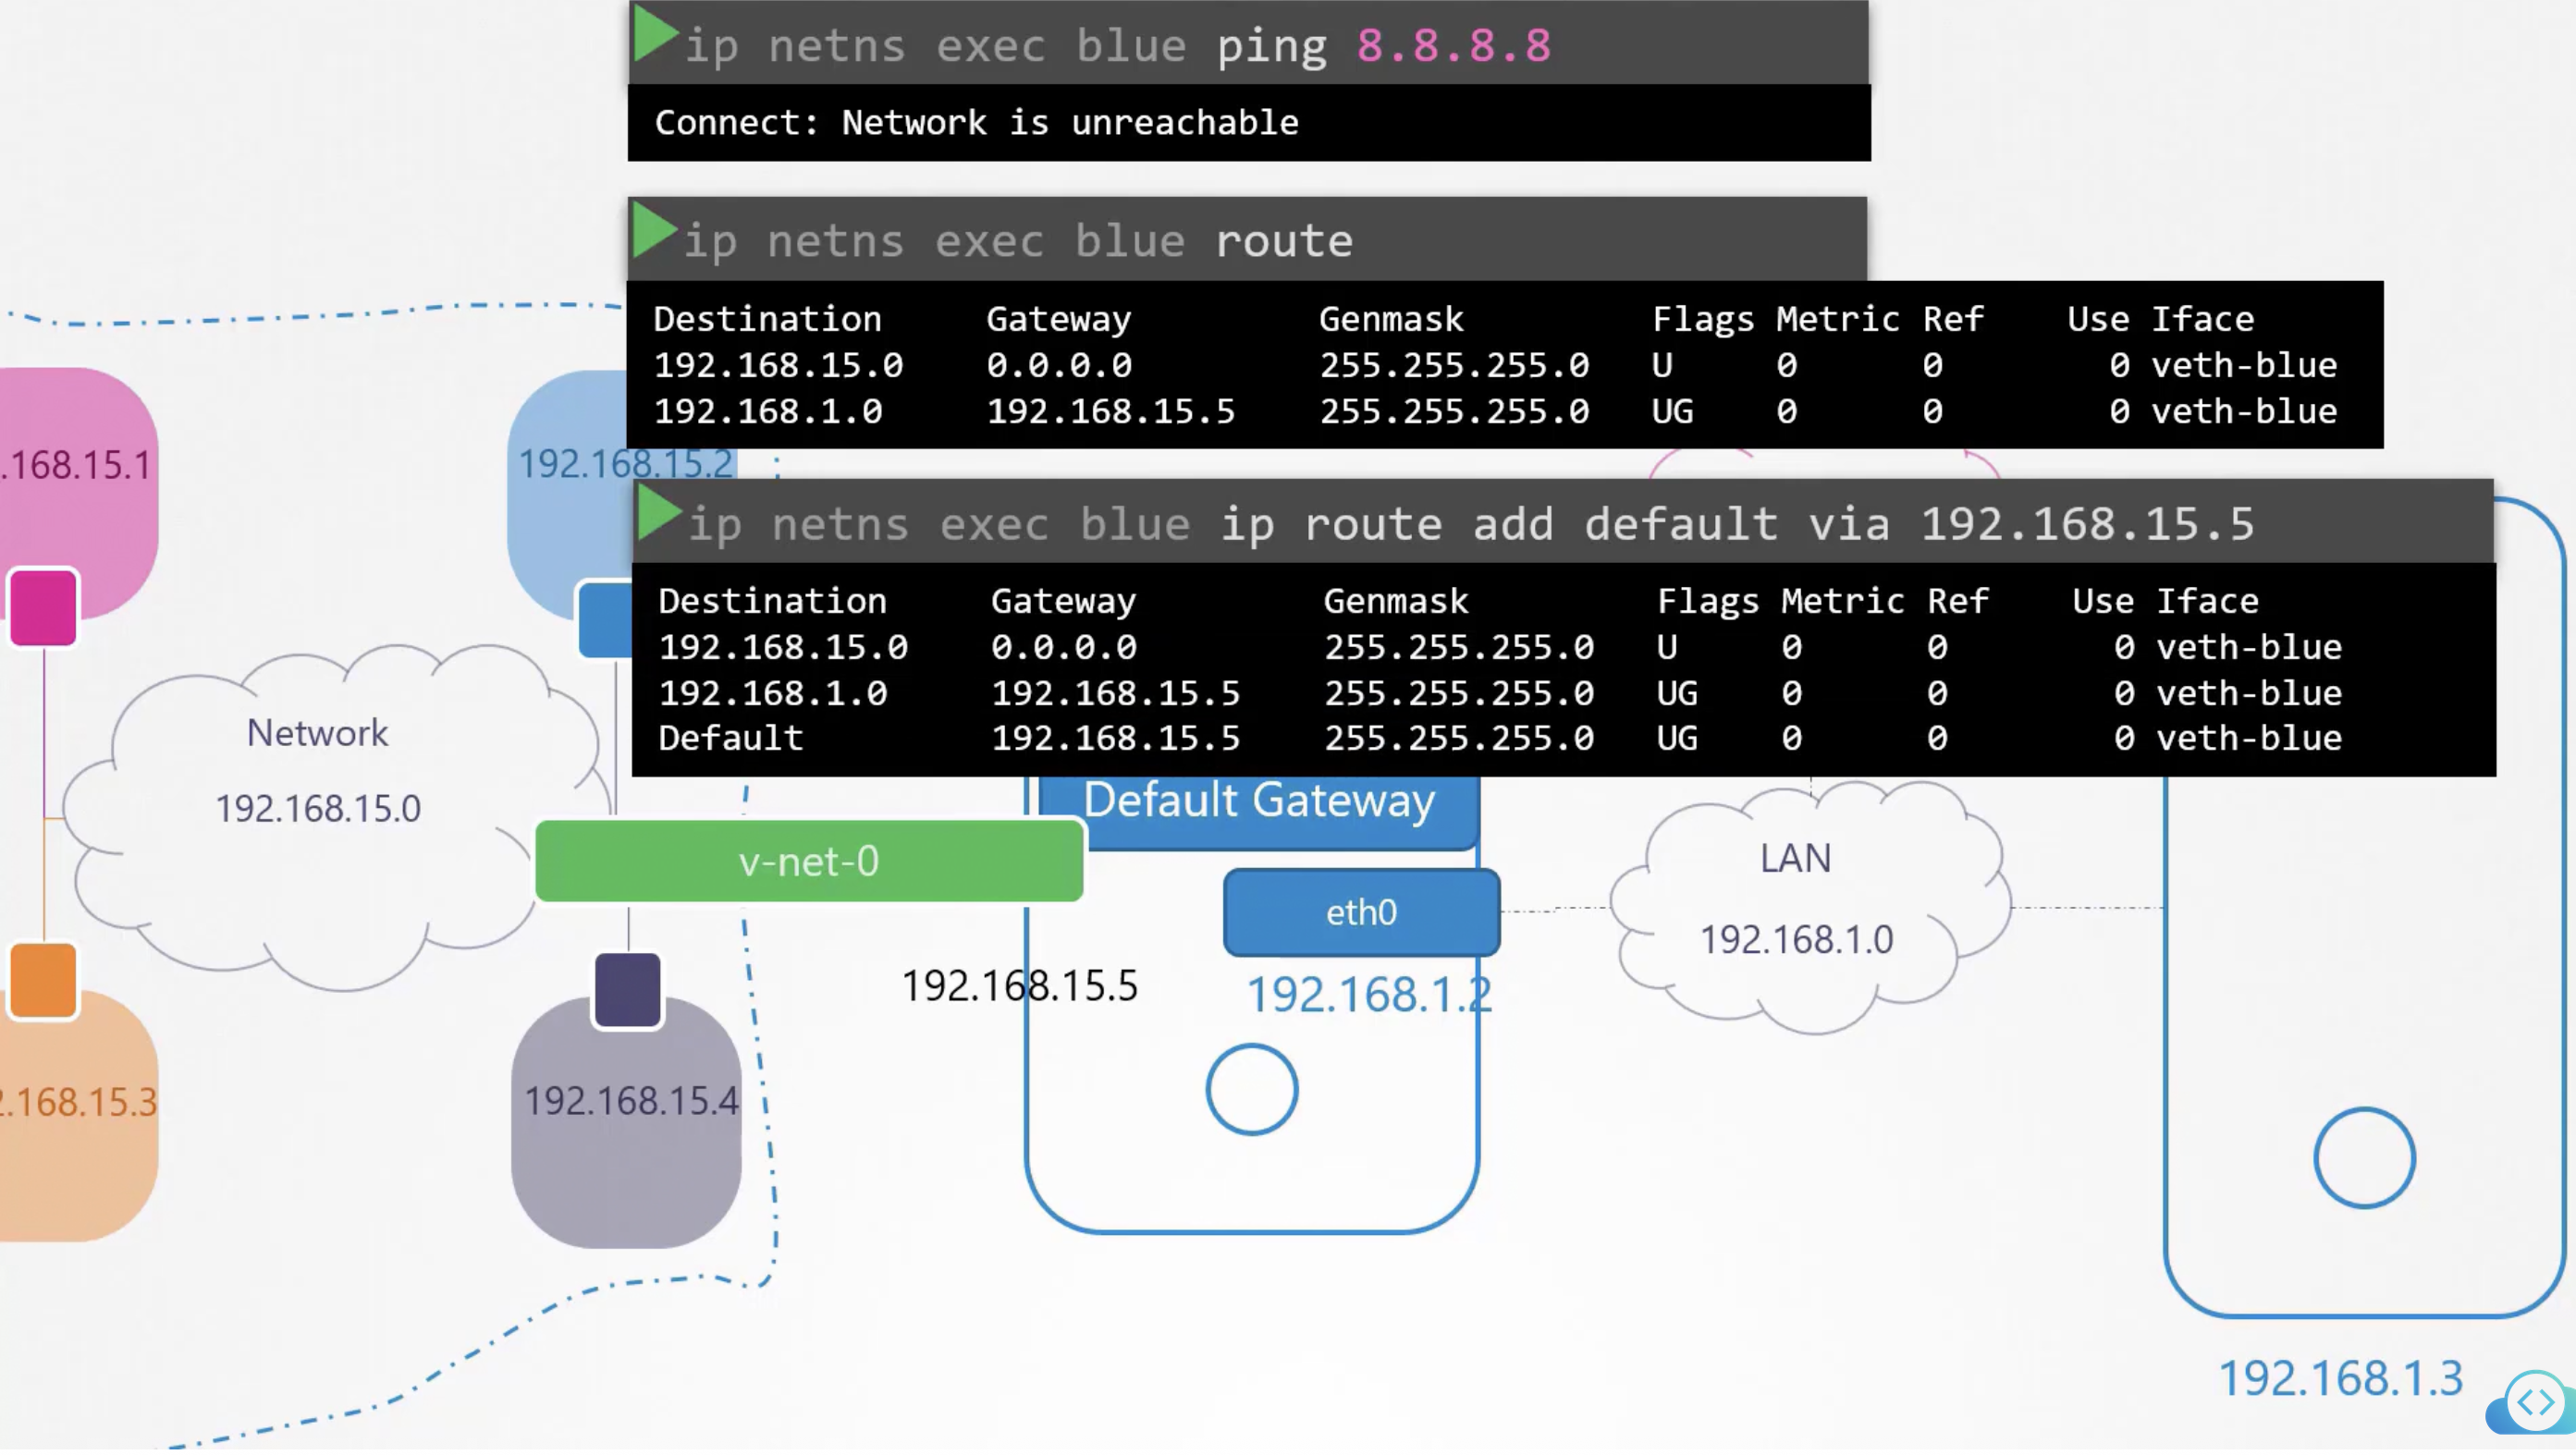 ip netns exec blue ping 8.8.8.8
Connect: Network is unreachable
ip netns exec blue route
Destination Gateway Genmask Flags Metric Ref Use Iface
192.168.15.0 0.0.0.0 255.255.255.0 U 0 0 0 veth-blue
192.168.1.0 192.168.15.5 255.255.255.0 UG 0 0 0 veth-blue
.168.15.1
192.168.15.2
ip netns exec blue ip route add default via 192.168.15.5
Destination Gateway Genmask Flags Metric Ref Use Iface
192.168.15.0 0.0.0.0 255.255.255.0 U 0 0 0 veth-blue
192.168.1.0 192.168.15.5 255.255.255.0 UG 0 0 0 veth-blue
Default 192.168.15.5 255.255.255.0 UG 0 0 0 veth-blue
Network
192.168.15.0
Default Gateway
v-net-0
LAN
192.168.1.0
eth0
192.168.15.5
192.168.1.2
2.168.15.3
192.168.15.4
192.168.1.3